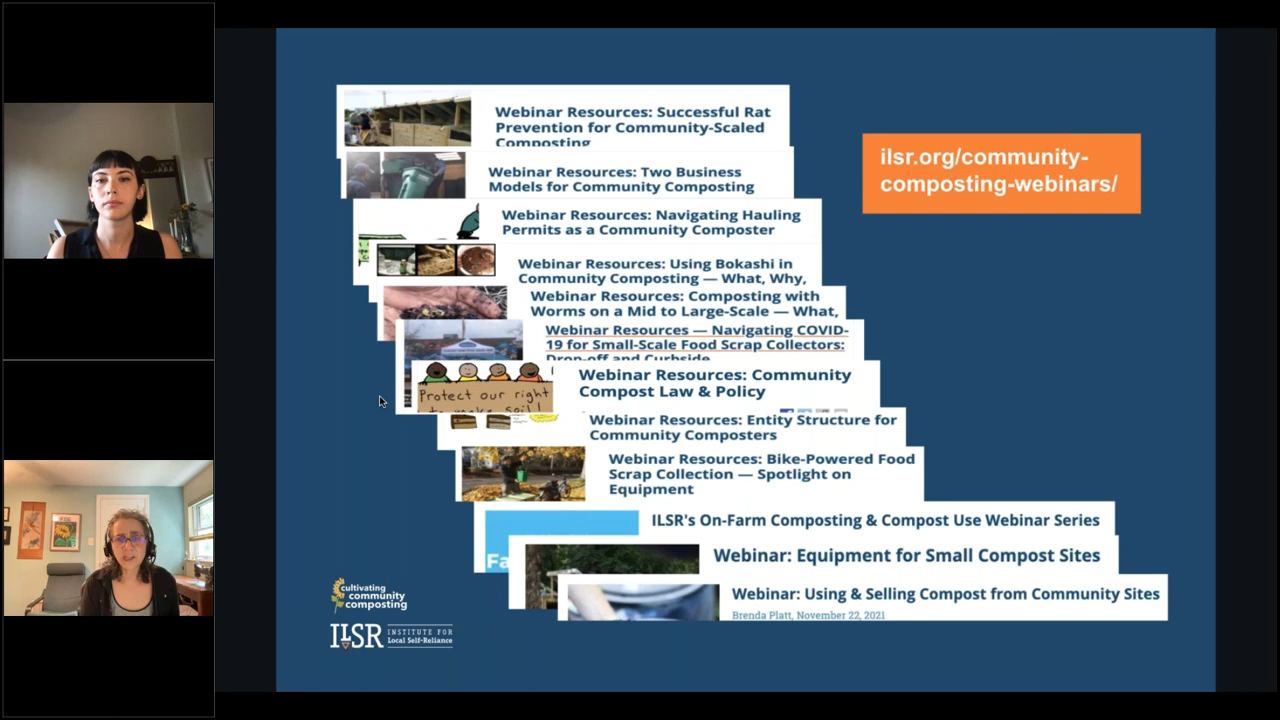 Webinar Resources: Successful Rat
Prevention for Community-Scaled
Composting
Webinar Resources: Two Business
Models for Community Composting
Webinar Resources: Navigating Hauling
Permits as a Community Composter
Webinar Resources: Using Bokashi in
Community Composting — What, Why,
Webinar Resources: Composting with
Worms on a Mid to Large-Scale — What,
Webinar Resources — Navigating COVID-
19 for Small-Scale Food Scrap Collectors:
Drop-off and Curbside
Protect our right
to make soil!
Webinar Resources: Community
Compost Law & Policy
Webinar Resources: Entity Structure for
Community Composters
Webinar Resources: Bike-Powered Food
Scrap Collection — Spotlight on
Equipment
Fa
ILSR's On-Farm Composting & Compost Use Webinar Series
Webinar: Equipment for Small Compost Sites
Webinar: Using & Selling Compost from Community Sites
Brenda Platt, November 22, 2021
ilsr.org/community-
composting-webinars/
cultivating
community
composting
ILSR
INSTITUTE FOR
Local Self-Reliance